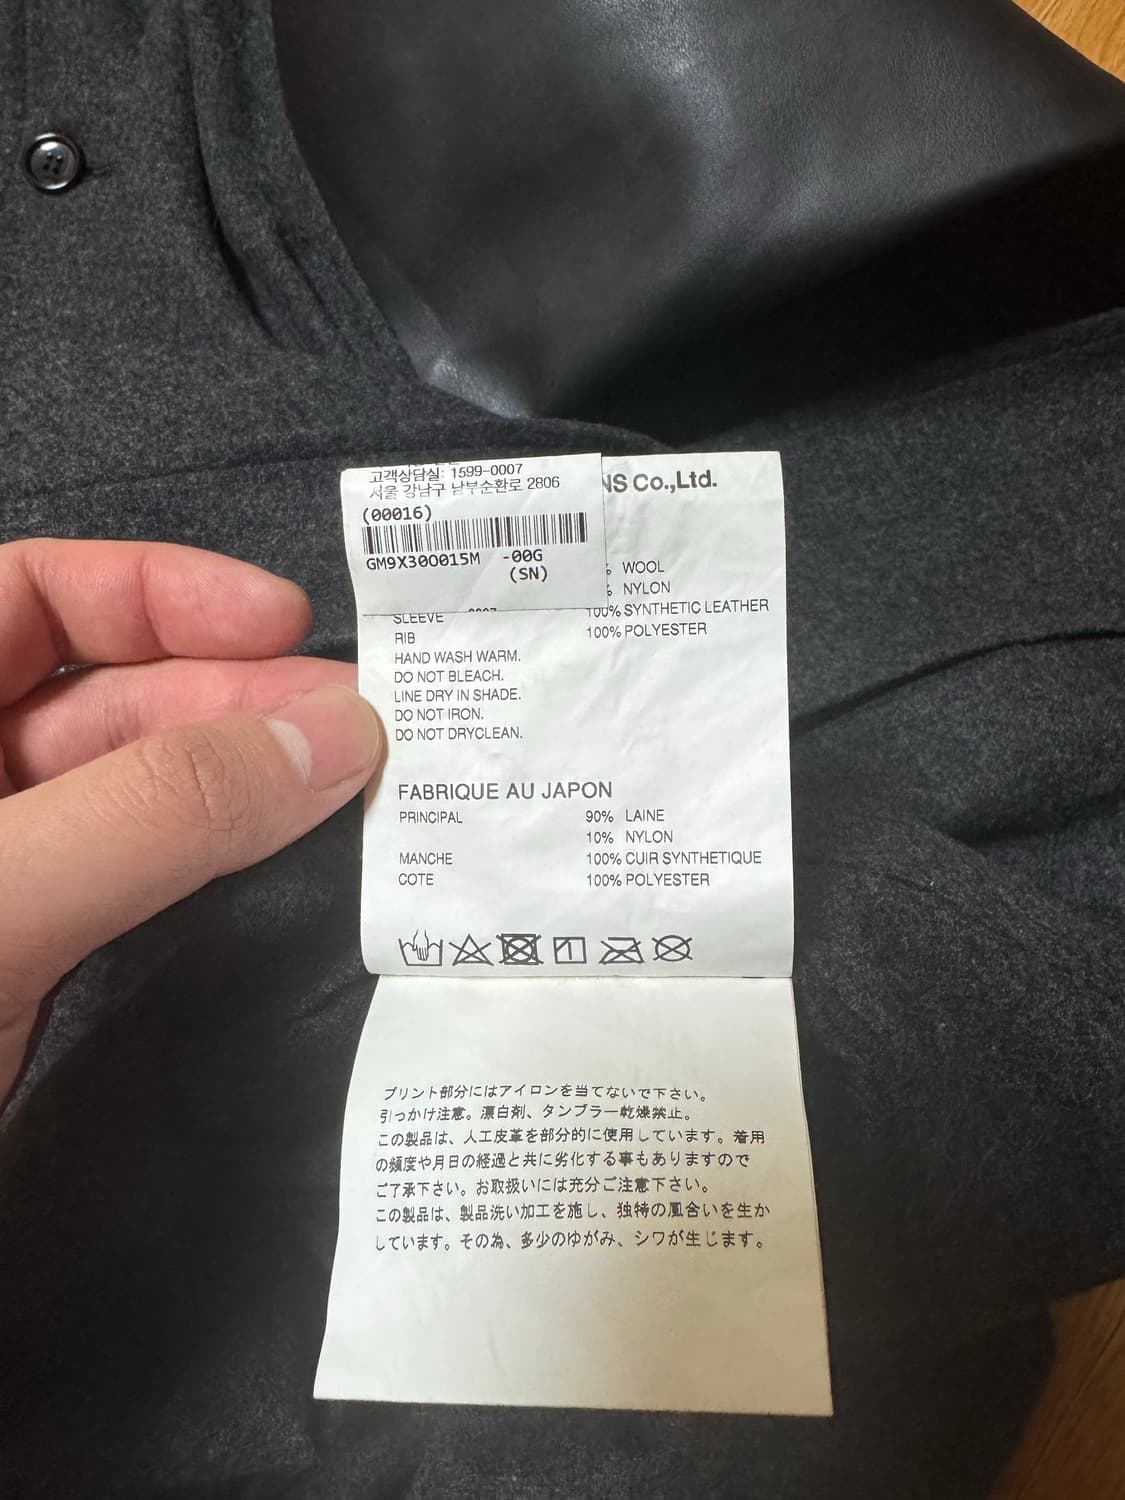 고객상담실: 1599-0007
서울 강남구 남부순환로 2806
(00016)
GM9X30O015M -00G
(SN)
NS Co.,Ltd.
% WOOL
% NYLON
SLEEVE 100% SYNTHETIC LEATHER
RIB 100% POLYESTER
HAND WASH WARM.
DO NOT BLEACH.
LINE DRY IN SHADE.
DO NOT IRON.
DO NOT DRYCLEAN.
FABRIQUE AU JAPON
PRINCIPAL 90% LAINE
10% NYLON
MANCHE 100% CUIR SYNTHETIQUE
COTE 100% POLYESTER
プリント部分にはアイロンを当てないで下さい。
引っかけ注意。漂白剤、タンブラー乾燥禁止。
この製品は、人工皮革を部分的に使用しています。着用
の頻度や月日の経過と共に劣化する事もありますので
ご了承下さい。お取扱いには充分ご注意下さい。
この製品は、製品洗い加工を施し、独特の風合いを生か
しています。その為、多少のゆがみ、シワが生じます。